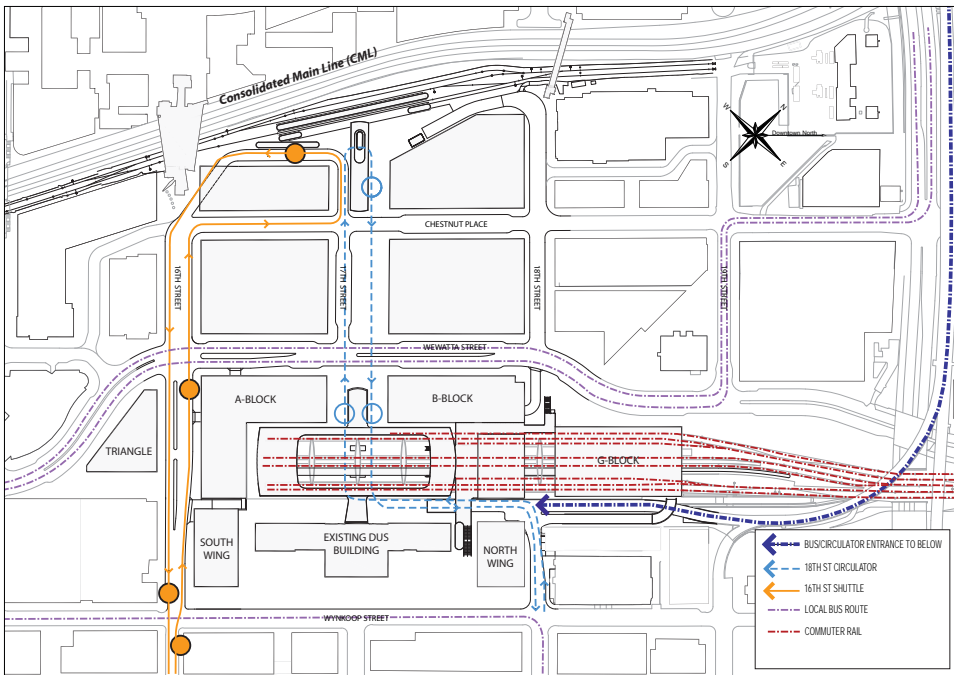 Consolidated Main Line (CML)
W
N
Downtown North
S
E
CHESTNUT PLACE
16TH STREET
17TH STREET
18TH STREET
19TH STREET
WEWATTA STREET
A-BLOCK
B-BLOCK
TRIANGLE
G-BLOCK
SOUTH
WING
EXISTING DUS
BUILDING
NORTH
WING
WYNKOOP STREET
BUS/CIRCULATOR ENTRANCE TO BELOW
18TH ST CIRCULATOR
16TH ST SHUTTLE
LOCAL BUS ROUTE
COMMUTER RAIL